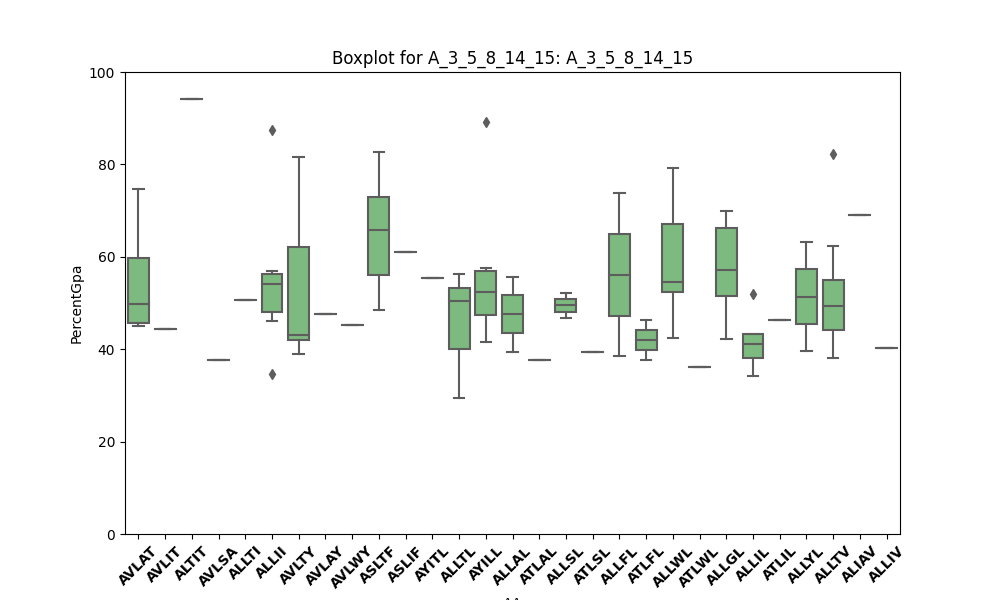 Boxplot for A_3_5_8_14_15: A_3_5_8_14_15
100
80
60
40
20
0
PercentGpa
AVLAT AVLIT ALTIT AVLSA ALLTI ALLII AVLTY AVLAY AVLWY ASLTF ASLIF AYITL ALLTL AYILL ALLAL ATLAL ALLSL ATLSL ALLFL ATLFL ALLWL ATLWL ALLGL ALLIL ATLIL ALLYL ALLTV ALIAV ALLIV